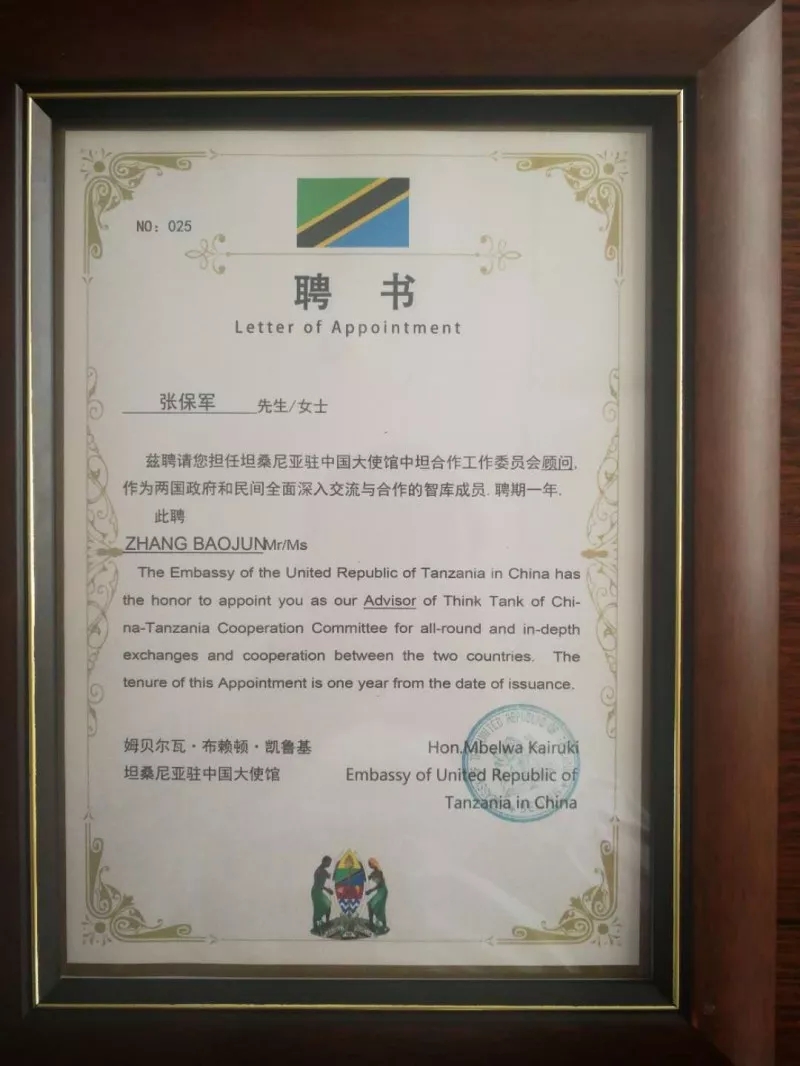 NO: 025
聘 书
Letter of Appointment
张保军 先生/女士
兹聘请您担任坦桑尼亚驻中国大使馆中坦合作工作委员会顾问,
作为两国政府和民间全面深入交流与合作的智库成员. 聘期一年.
此聘
ZHANG BAOJUN Mr/Ms
The Embassy of the United Republic of Tanzania in China has
the honor to appoint you as our Advisor of Think Tank of Chi-
na-Tanzania Cooperation Committee for all-round and in-depth
exchanges and cooperation between the two countries. The
tenure of this Appointment is one year from the date of issuance.
姆贝尔瓦·布赖顿·凯鲁基
坦桑尼亚驻中国大使馆
Hon.Mbelwa Kairuki
Embassy of United Republic of
Tanzania in China
UNITED REPUBLIC OF